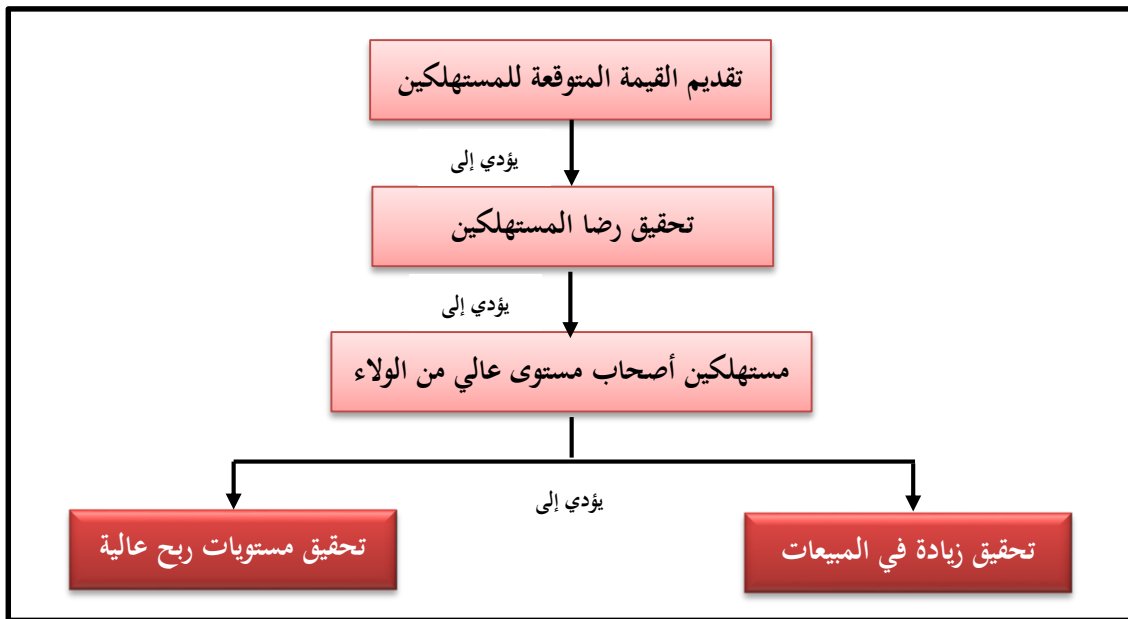 تقديم القيمة المتوقعة للمستهلكين
يؤدي إلى
تحقيق رضا المستهلكين
يؤدي إلى
مستهلكين أصحاب مستوى عالي من الولاء
يؤدي إلى
تحقيق زيادة في المبيعات
تحقيق مستويات ربح عالية